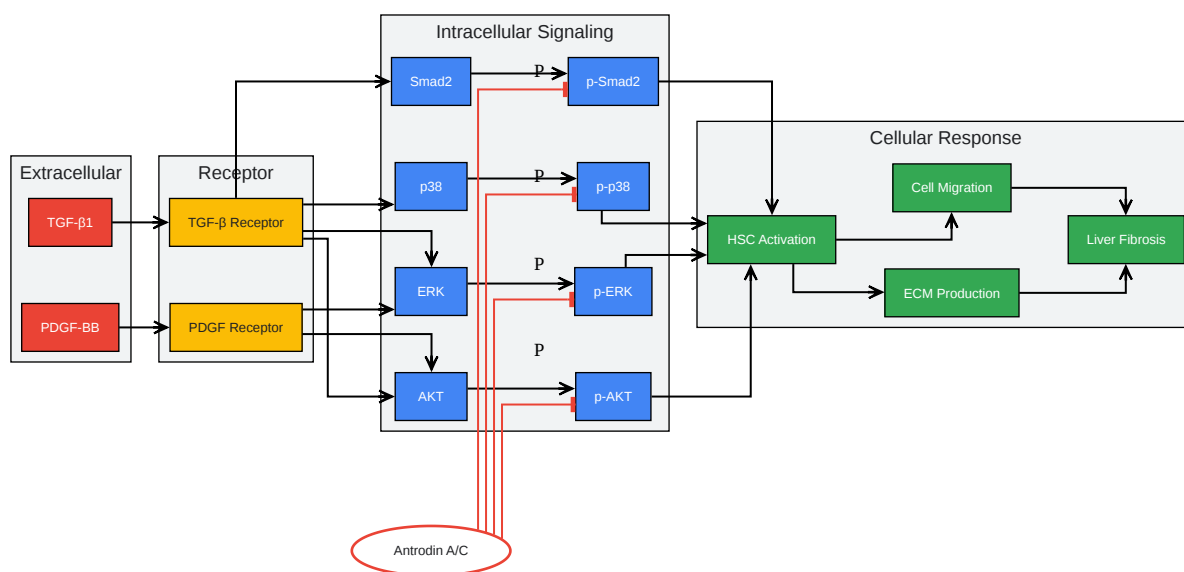 Intracellular Signaling
Smad2
P
p-Smad2
Cellular Response
Extracellular
Receptor
p38
P
p-p38
Cell Migration
TGF-β1
TGF-β Receptor
HSC Activation
Liver Fibrosis
ERK
P
p-ERK
ECM Production
PDGF-BB
PDGF Receptor
P
AKT
p-AKT
Antrodin A/C